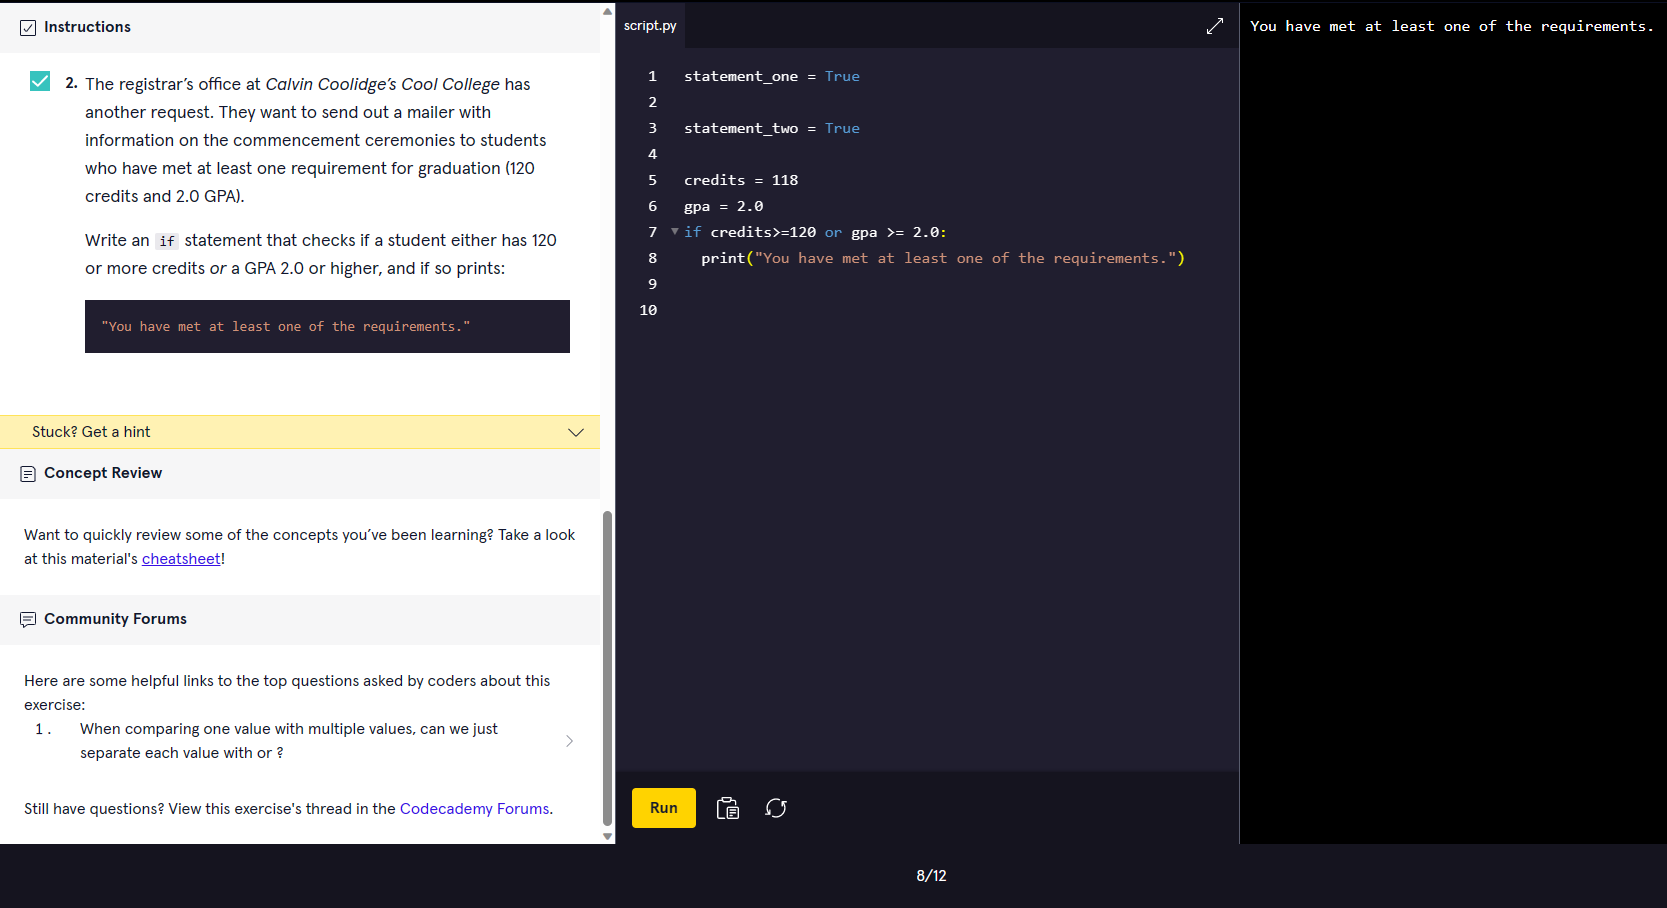 Instructions
2. The registrar’s office at Calvin Coolidge’s Cool College has
another request. They want to send out a mailer with
information on the commencement ceremonies to students
who have met at least one requirement for graduation (120
credits and 2.0 GPA).
Write an if statement that checks if a student either has 120
or more credits or a GPA 2.0 or higher, and if so prints:
"You have met at least one of the requirements."
Stuck? Get a hint
Concept Review
Want to quickly review some of the concepts you’ve been learning? Take a look
at this material's cheatsheet!
Community Forums
Here are some helpful links to the top questions asked by coders about this
exercise:
1. When comparing one value with multiple values, can we just
separate each value with or ?
Still have questions? View this exercise's thread in the Codecademy Forums.
script.py
1 statement_one = True
2
3 statement_two = True
4
5 credits = 118
6 gpa = 2.0
7 if credits>=120 or gpa >= 2.0:
8 print("You have met at least one of the requirements.")
9
10
Run
You have met at least one of the requirements.
8/12